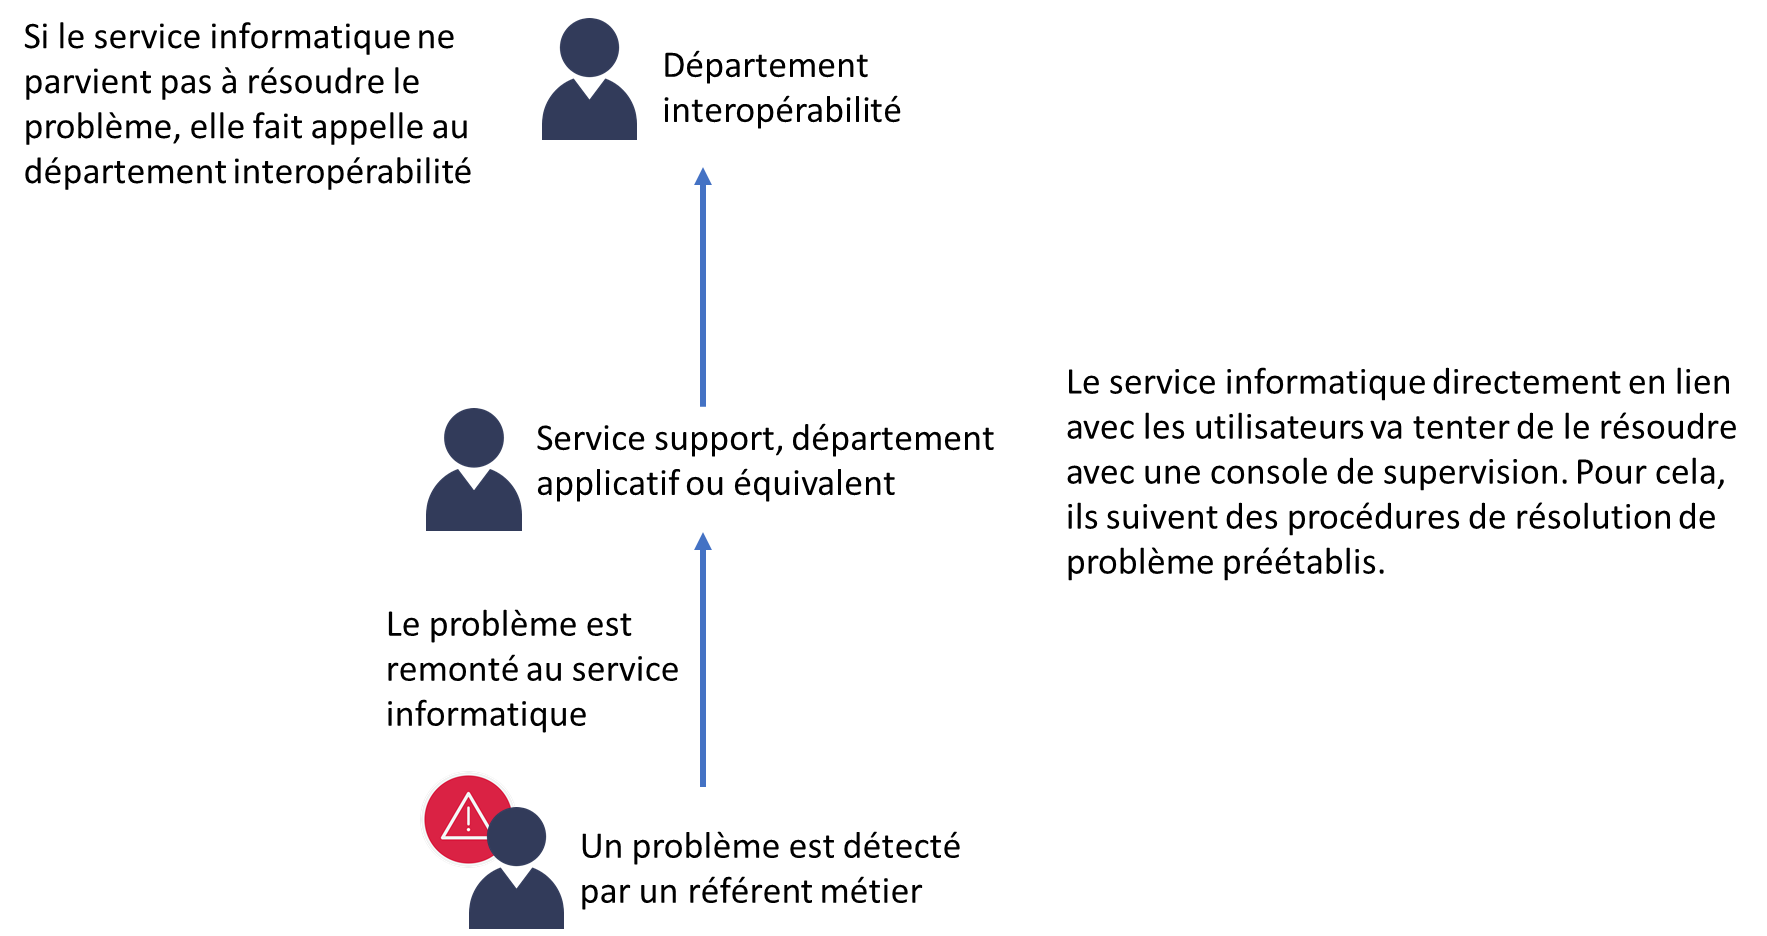 Si le service informatique ne
parvient pas à résoudre le
problème, elle fait appelle au
département interopérabilité
Département
interopérabilité
Service support, département
applicatif ou équivalent
Le service informatique directement en lien
avec les utilisateurs va tenter de le résoudre
avec une console de supervision. Pour cela,
ils suivent des procédures de résolution de
problème préétablis.
Le problème est
remonté au service
informatique
Un problème est détecté
par un référent métier